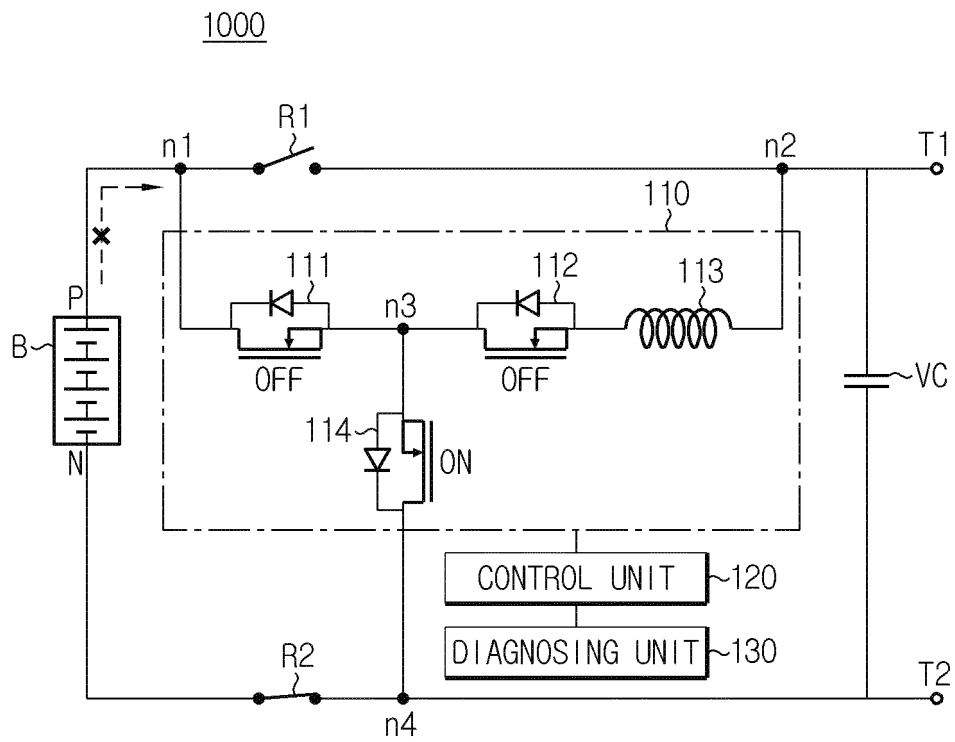 1000
R1
n1
n2
T1
110
111
112
113
n3
P
B
OFF
OFF
VC
114
N
ON
CONTROL UNIT
120
DIAGNOSING UNIT
130
R2
T2
n4